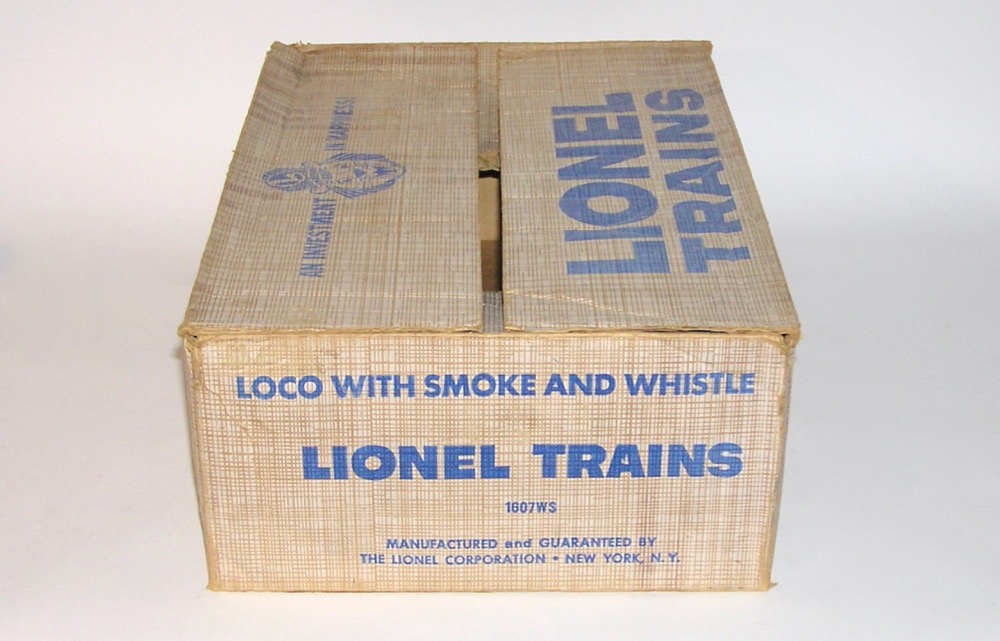 AN INVESTMENT IN HAPPINESS!
LIONEL
TRAINS
LOCO WITH SMOKE AND WHISTLE
LIONEL TRAINS
1607WS
MANUFACTURED and GUARANTEED BY
THE LIONEL CORPORATION • NEW YORK, N. Y.